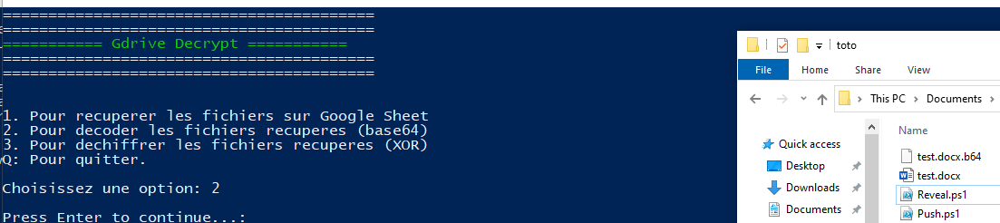 =========================================
=========================================
=========== Gdrive Decrypt ===========
=========================================
=========================================
1. Pour recuperer les fichiers sur Google Sheet
2. Pour decoder les fichiers recuperes (base64)
3. Pour dechiffrer les fichiers recuperes (XOR)
Q: Pour quitter.
Choisissez une option: 2
Press Enter to continue...:
toto
File Home Share View
This PC > Documents >
Name
Quick access
Desktop
Downloads
Documents
test.docx.b64
test.docx
Reveal.ps1
Push.ps1